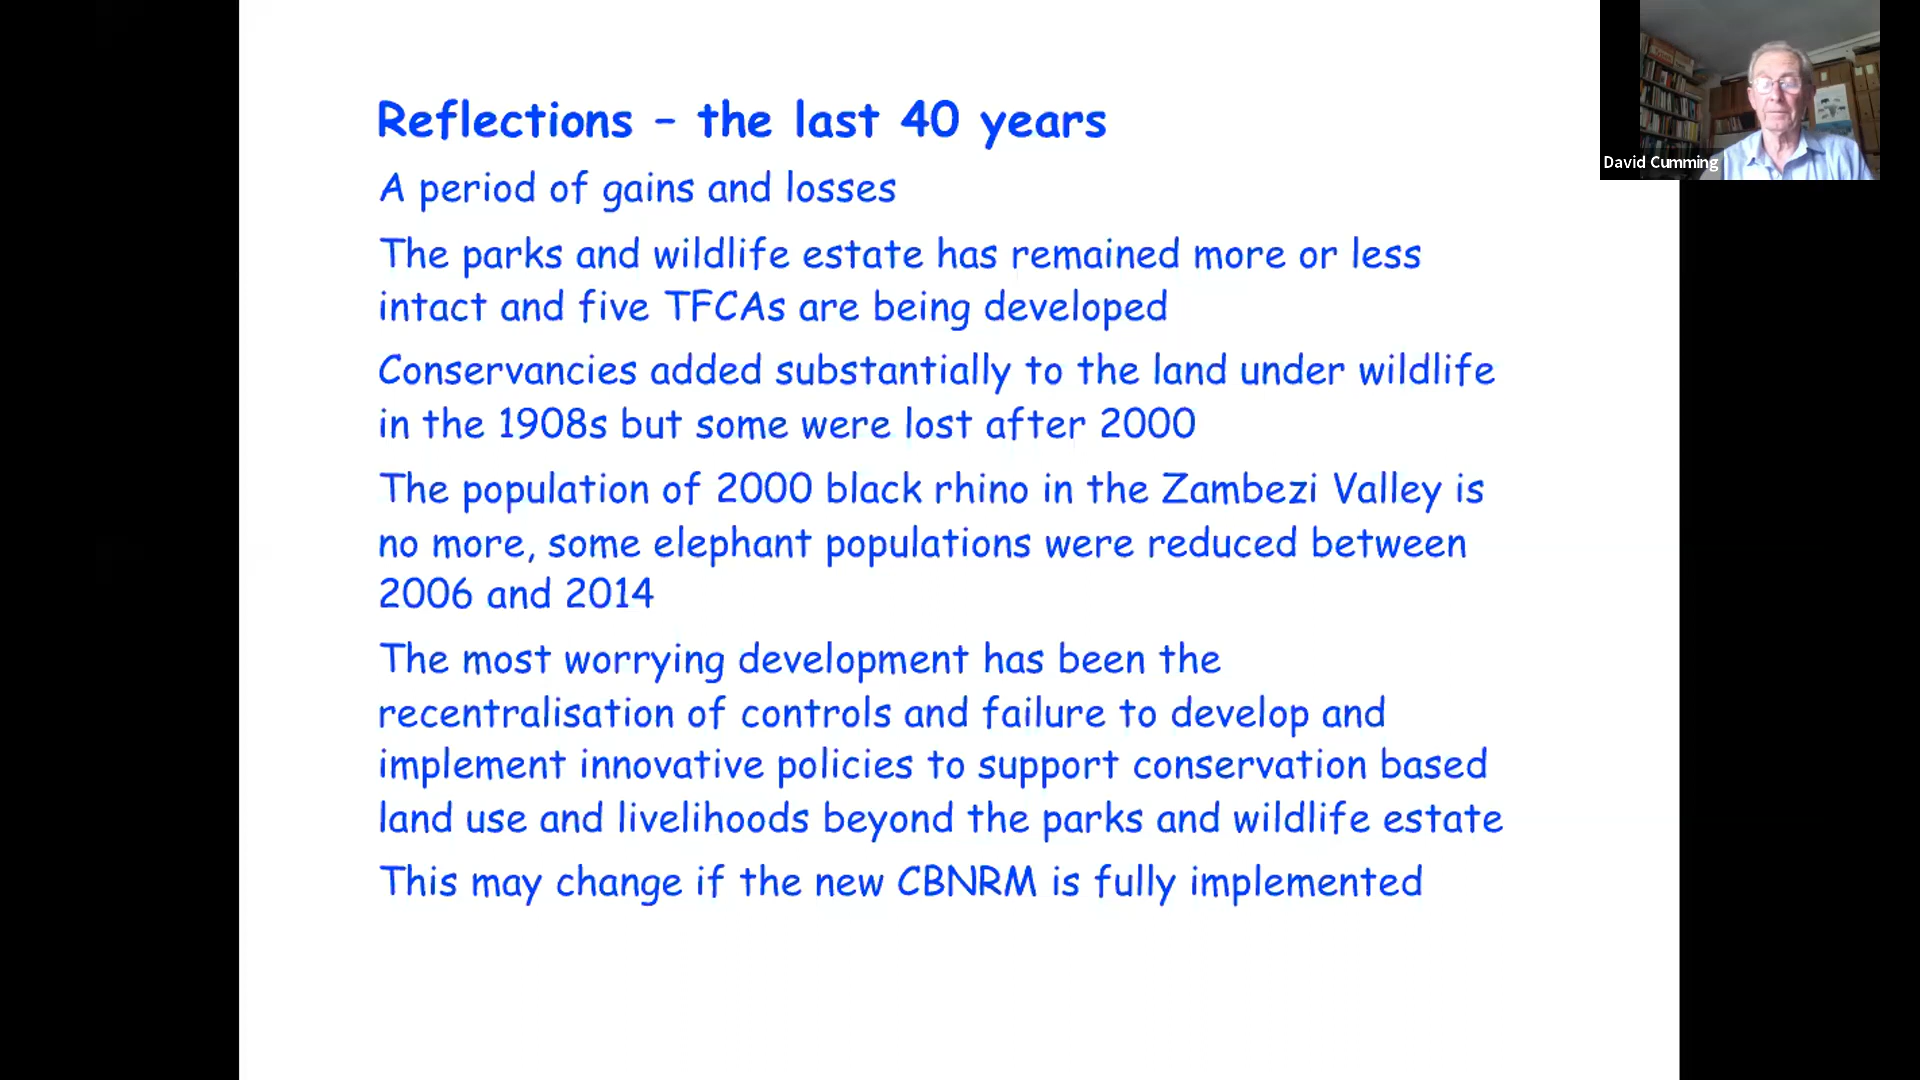 Reflections – the last 40 years
A period of gains and losses
The parks and wildlife estate has remained more or less
intact and five TFCAs are being developed
Conservancies added substantially to the land under wildlife
in the 1908s but some were lost after 2000
The population of 2000 black rhino in the Zambezi Valley is
no more, some elephant populations were reduced between
2006 and 2014
The most worrying development has been the
recentralisation of controls and failure to develop and
implement innovative policies to support conservation based
land use and livelihoods beyond the parks and wildlife estate
This may change if the new CBNRM is fully implemented
David Cumming